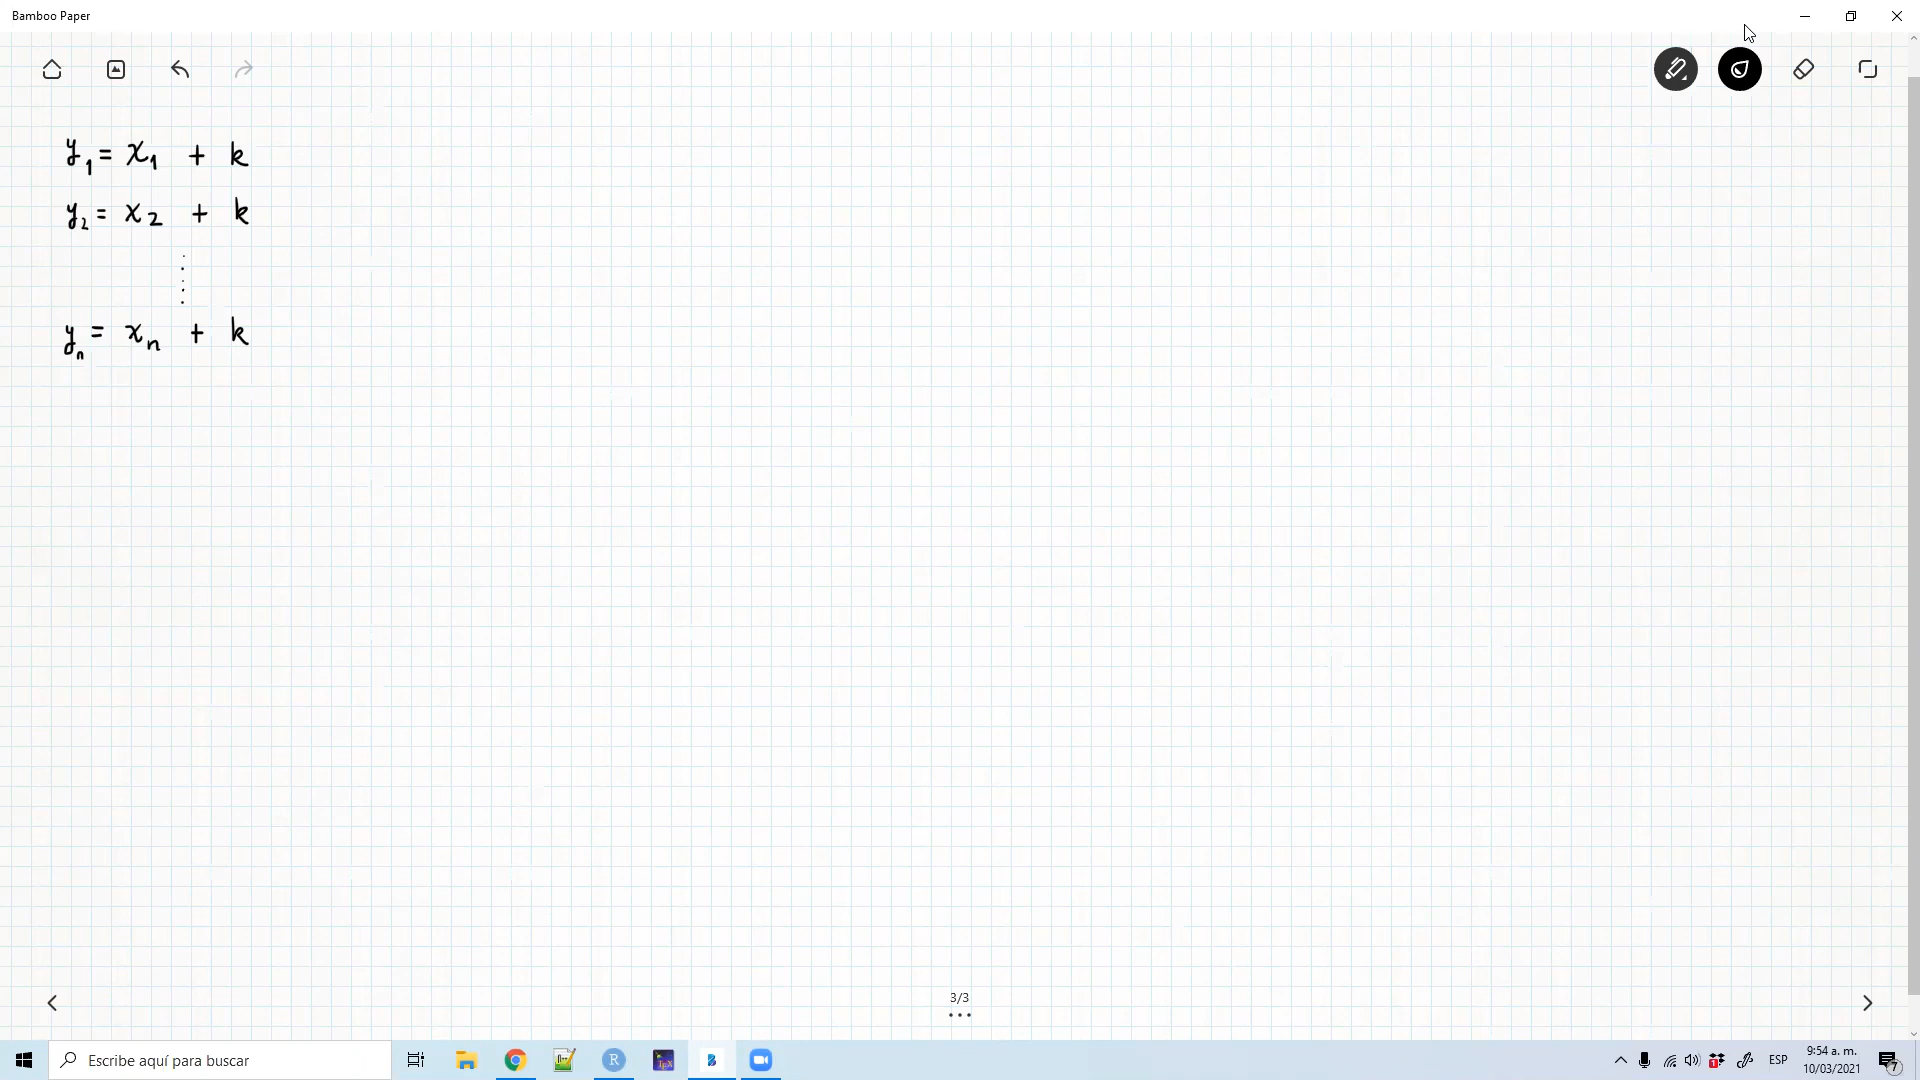 Bamboo Paper
y₁ = x₁ + k
y₂ = x₂ + k
⋮
yₙ = xₙ + k
3/3
Escribe aquí para buscar
ESP
9:54 a. m.
10/03/2021
7